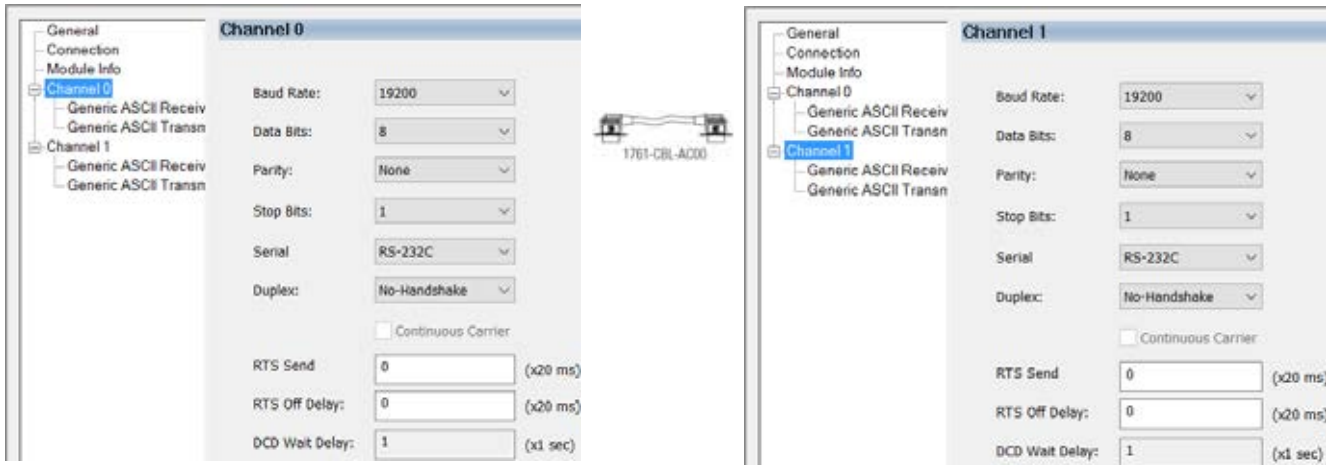 General
Connection
Module Info
Channel 0
Generic ASCII Receiv
Generic ASCII Transm
Channel 1
Generic ASCII Receiv
Generic ASCII Transm
Channel 0
Baud Rate: 19200
Data Bits: 8
Parity: None
Stop Bits: 1
Serial RS-232C
Duplex: No-Handshake
Continuous Carrier
RTS Send 0 (x20 ms)
RTS Off Delay: 0 (x20 ms)
DCD Wait Delay: 1 (x1 sec)
1761-CBL-AC00
General
Connection
Module Info
Channel 0
Generic ASCII Receiv
Generic ASCII Transm
Channel 1
Generic ASCII Receiv
Generic ASCII Transm
Channel 1
Baud Rate: 19200
Data Bits: 8
Parity: None
Stop Bits: 1
Serial RS-232C
Duplex: No-Handshake
Continuous Carrier
RTS Send 0 (x20 ms)
RTS Off Delay: 0 (x20 ms)
DCD Wait Delay: 1 (x1 sec)